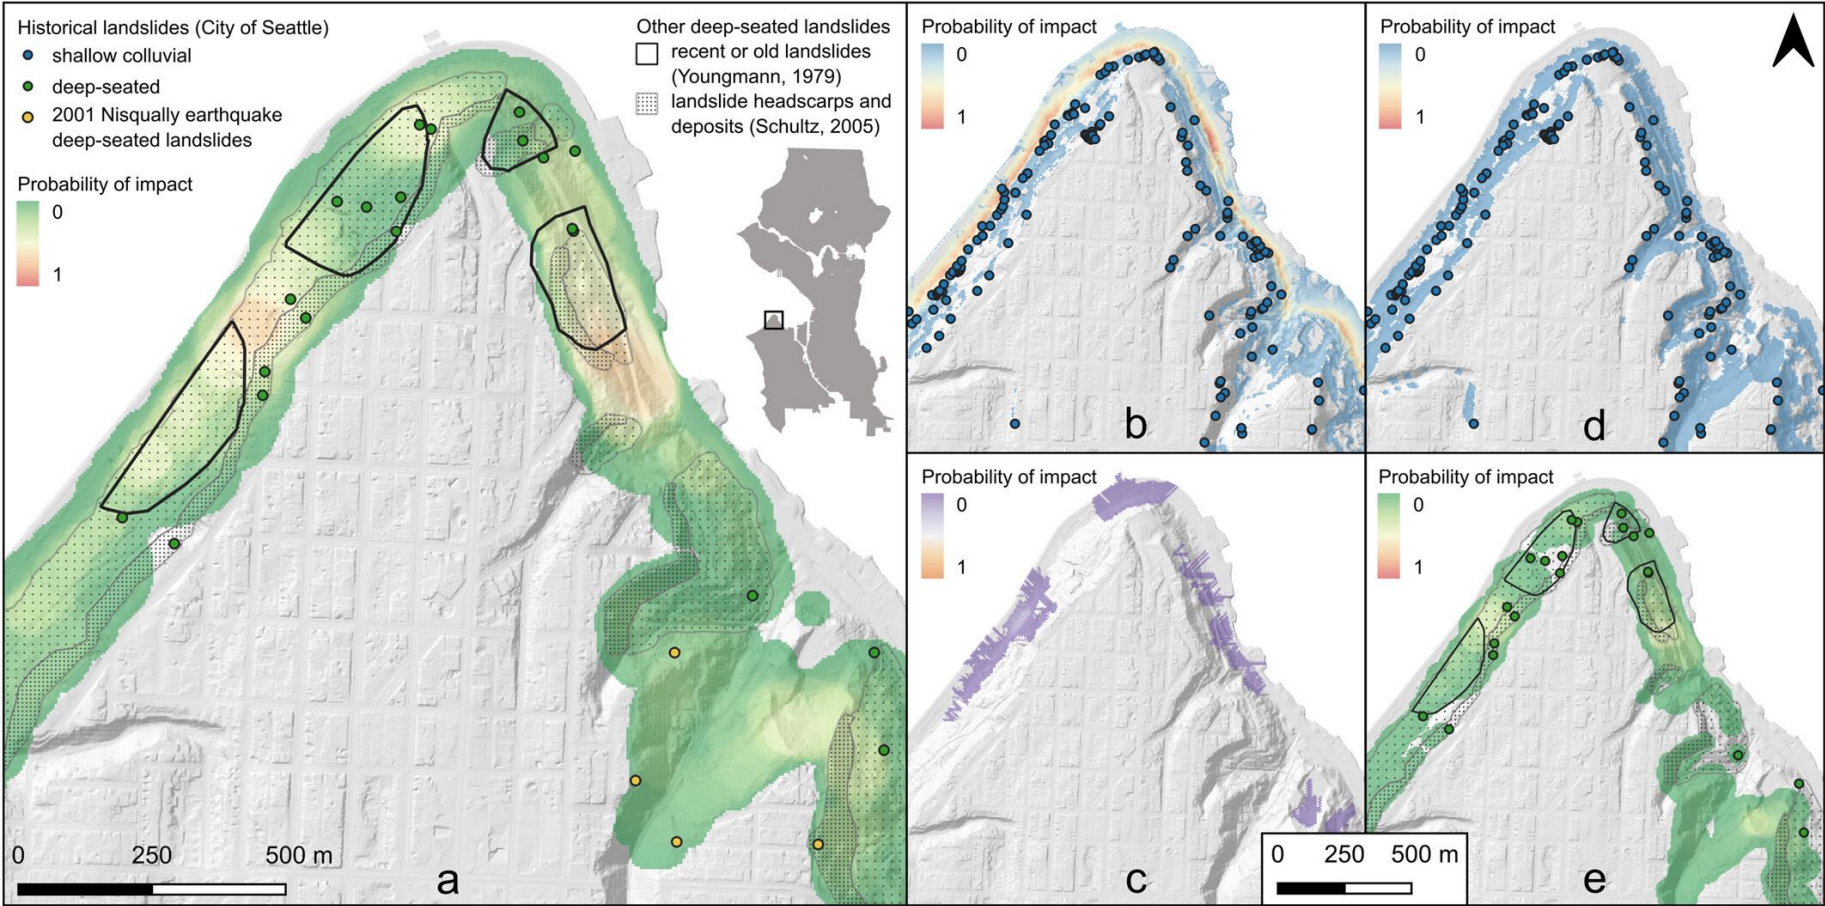 Historical landslides (City of Seattle)
shallow colluvial
deep-seated
2001 Nisqually earthquake
deep-seated landslides
Probability of impact
0
1
Other deep-seated landslides
recent or old landslides
(Youngmann, 1979)
landslide headscarps and
deposits (Schultz, 2005)
0 250 500 m
a
Probability of impact
0
1
b
Probability of impact
0
1
d
Probability of impact
0
1
c
Probability of impact
0
1
0 250 500 m
e